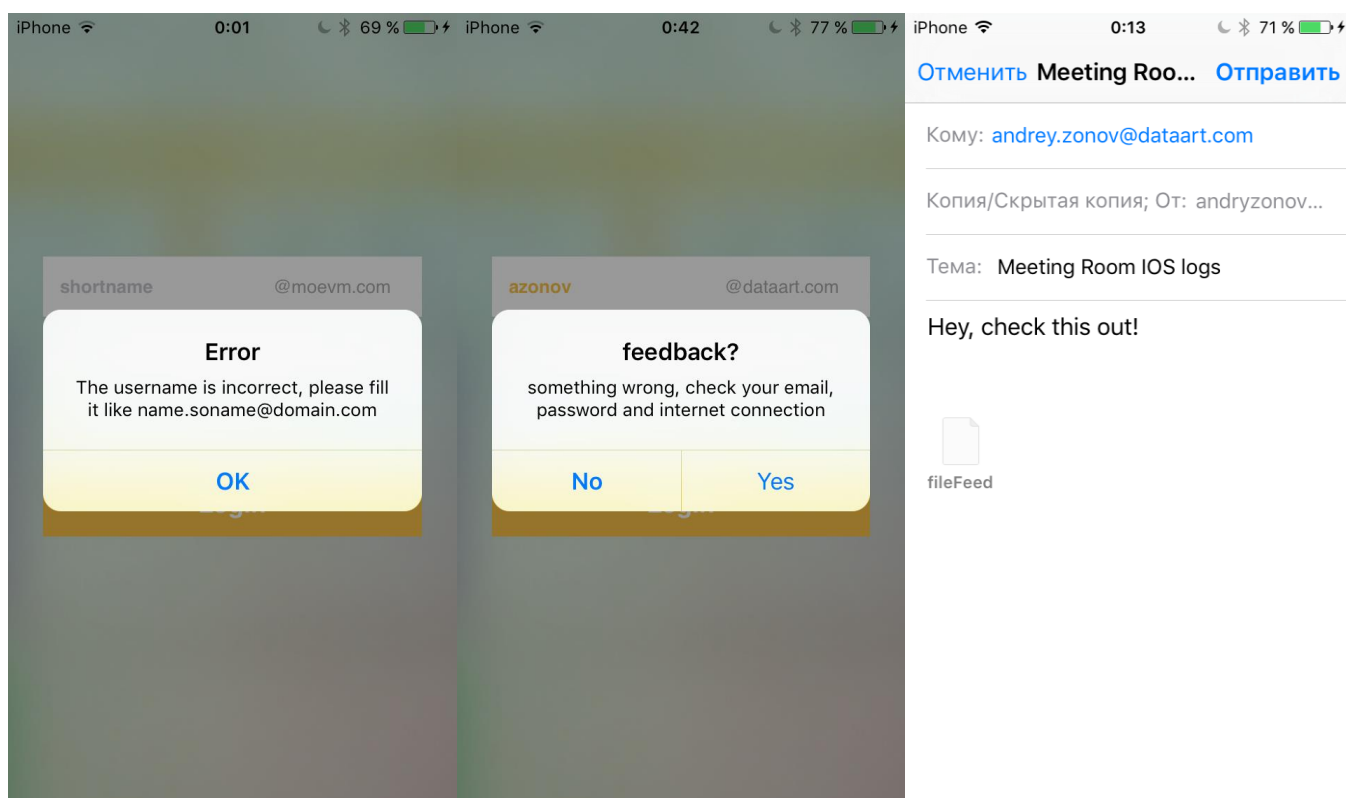 iPhone 0:01 69 %
shortname @moevm.com
Error
The username is incorrect, please fill
it like name.soname@domain.com
OK
Login
iPhone 0:42 77 %
azonov @dataart.com
feedback?
something wrong, check your email,
password and internet connection
No Yes
Login
iPhone 0:13 71 %
Отменить Meeting Roo... Отправить
Кому: andrey.zonov@dataart.com
Копия/Скрытая копия; От: andryzonov...
Тема: Meeting Room IOS logs
Hey, check this out!
fileFeed